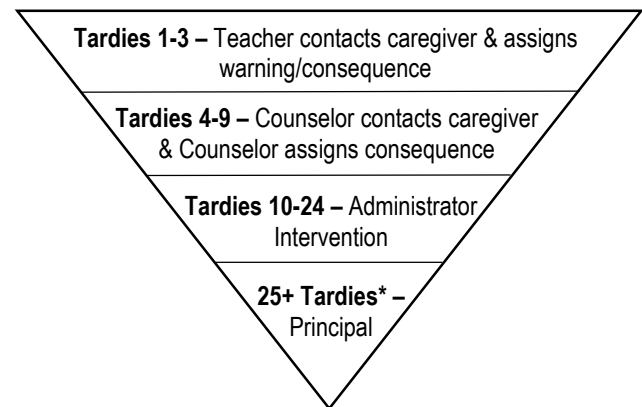 Tardies 1-3 – Teacher contacts caregiver & assigns
warning/consequence
Tardies 4-9 – Counselor contacts caregiver
& Counselor assigns consequence
Tardies 10-24 – Administrator
Intervention
25+ Tardies* –
Principal